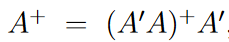 A⁺ = (A′A)⁺A′,